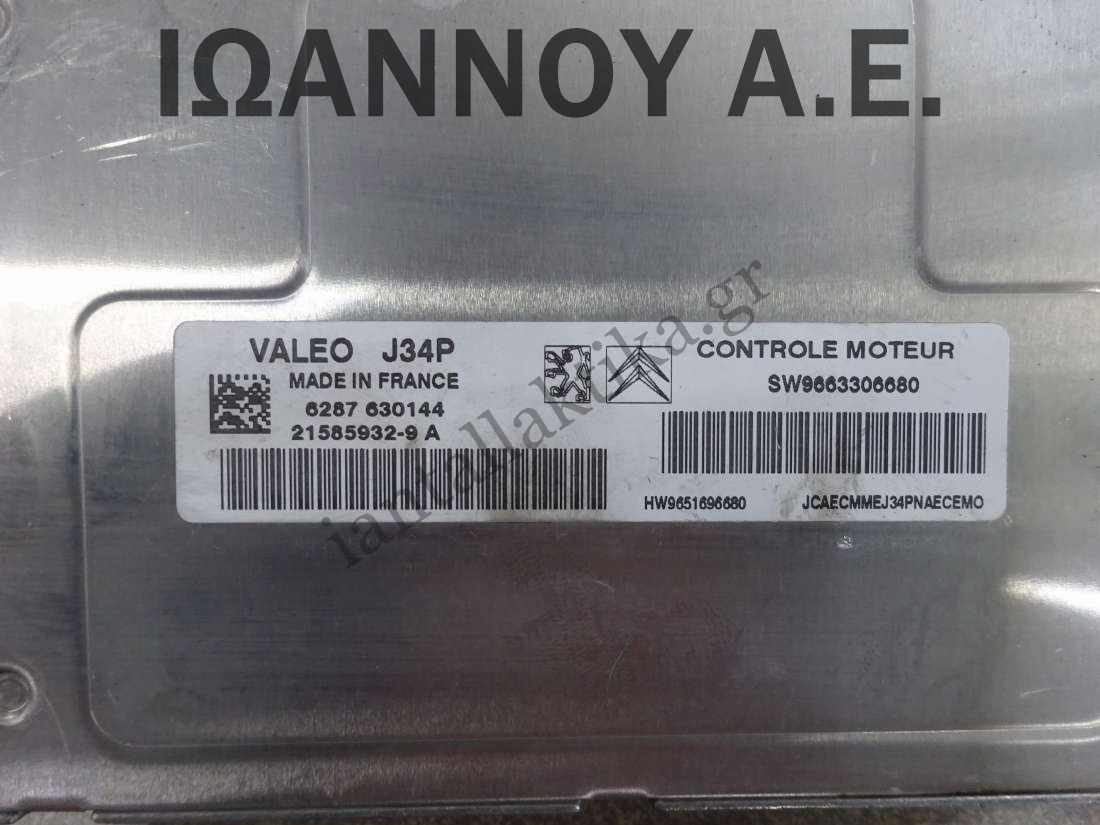 ΙΩΑΝΝΟΥ Α.Ε.
VALEO J34P
MADE IN FRANCE
6287 630144
21585932-9 A
CONTROLE MOTEUR
SW9663306680
HW9651696680 JCAECMMEJ34PNAECEMO
iantallaktika.gr